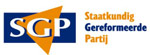 SGP
Staatkundig
Gereformeerde
Partij